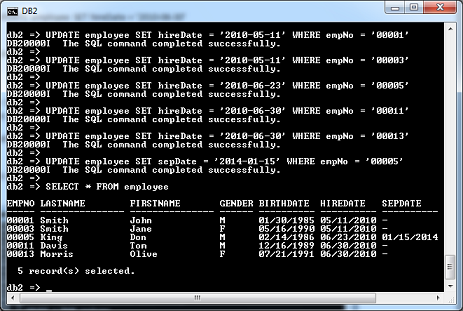 DB2
db2 => UPDATE employee SET hireDate = '2010-05-11' WHERE empNo = '00001'
DB20000I  The SQL command completed successfully.
db2 =>
db2 => UPDATE employee SET hireDate = '2010-05-11' WHERE empNo = '00003'
DB20000I  The SQL command completed successfully.
db2 =>
db2 => UPDATE employee SET hireDate = '2010-06-23' WHERE empNo = '00005'
DB20000I  The SQL command completed successfully.
db2 =>
db2 => UPDATE employee SET hireDate = '2010-06-30' WHERE empNo = '00011'
DB20000I  The SQL command completed successfully.
db2 =>
db2 => UPDATE employee SET hireDate = '2010-06-30' WHERE empNo = '00013'
DB20000I  The SQL command completed successfully.
db2 =>
db2 => UPDATE employee SET sepDate = '2014-01-15' WHERE empNo = '00005'
DB20000I  The SQL command completed successfully.
db2 =>
db2 => SELECT * FROM employee
EMPNO LASTNAME FIRSTNAME GENDER BIRTHDATE HIREDATE SEPDATE
00001 Smith John M 01/30/1985 05/11/2010 -
00003 Smith Jane F 05/16/1990 05/11/2010 -
00005 King Don M 02/14/1986 06/23/2010 01/15/2014
00011 Davis Tom M 12/16/1989 06/30/2010 -
00013 Morris Olive F 07/21/1991 06/30/2010 -
5 record(s) selected.
db2 => _